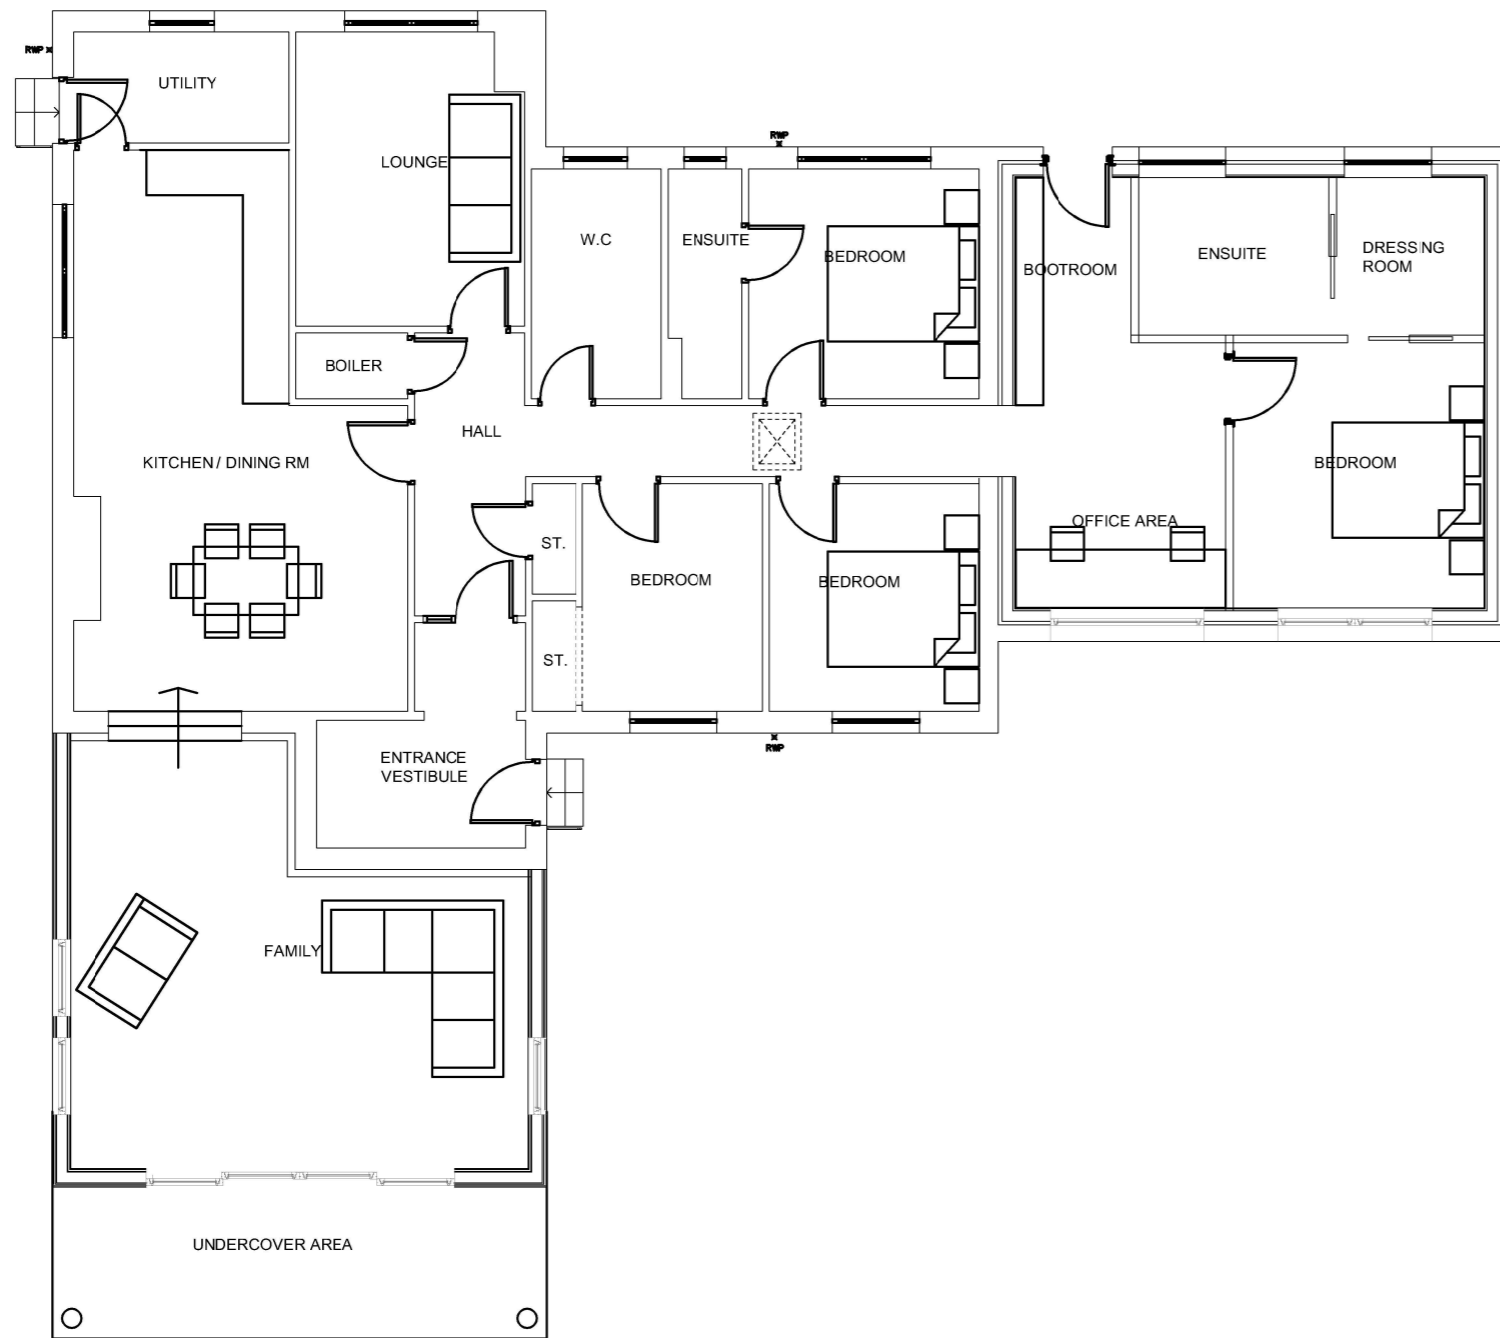 RWP
UTILITY
LOUNGE
RWP
W.C
ENSUITE
BEDROOM
BOOTROOM
ENSUITE
DRESSING
ROOM
BOILER
HALL
KITCHEN / DINING RM
BEDROOM
OFFICE AREA
ST.
BEDROOM
BEDROOM
ST.
RWP
ENTRANCE
VESTIBULE
FAMILY
UNDERCOVER AREA